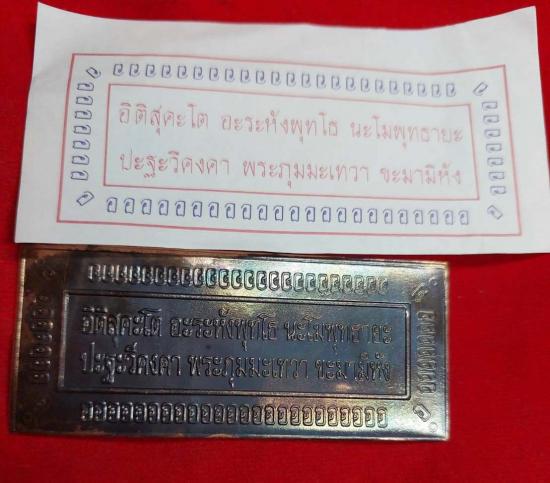 อิติสุคะโต อะระหังพุทโธ นะโมพุทธายะ
ปะฐะวีคงคา พระภุมมะเทวา ขะมามิหัง
อิติสุคะโต อะระหังพุทโธ นะโมพุทธายะ
ปะฐะวีคงคา พระภุมมะเทวา ขะมามิหัง